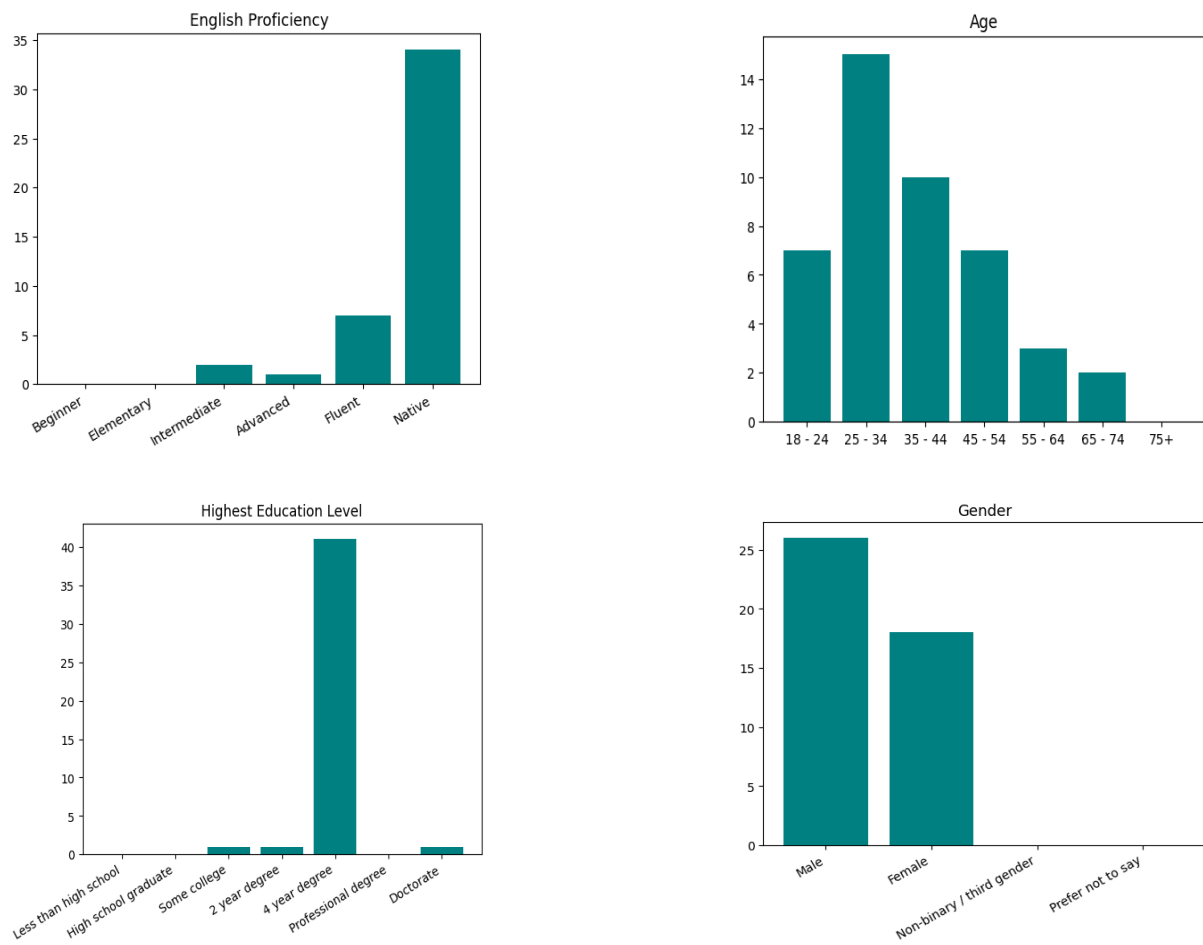 English Proficiency
35
30
25
20
15
10
5
0
Beginner
Elementary
Intermediate
Advanced
Fluent
Native
Age
14
12
10
8
6
4
2
0
18 - 24
25 - 34
35 - 44
45 - 54
55 - 64
65 - 74
75+
Highest Education Level
40
35
30
25
20
15
10
5
0
Less than high school
High school graduate
Some college
2 year degree
4 year degree
Professional degree
Doctorate
Gender
25
20
15
10
5
0
Male
Female
Non-binary / third gender
Prefer not to say